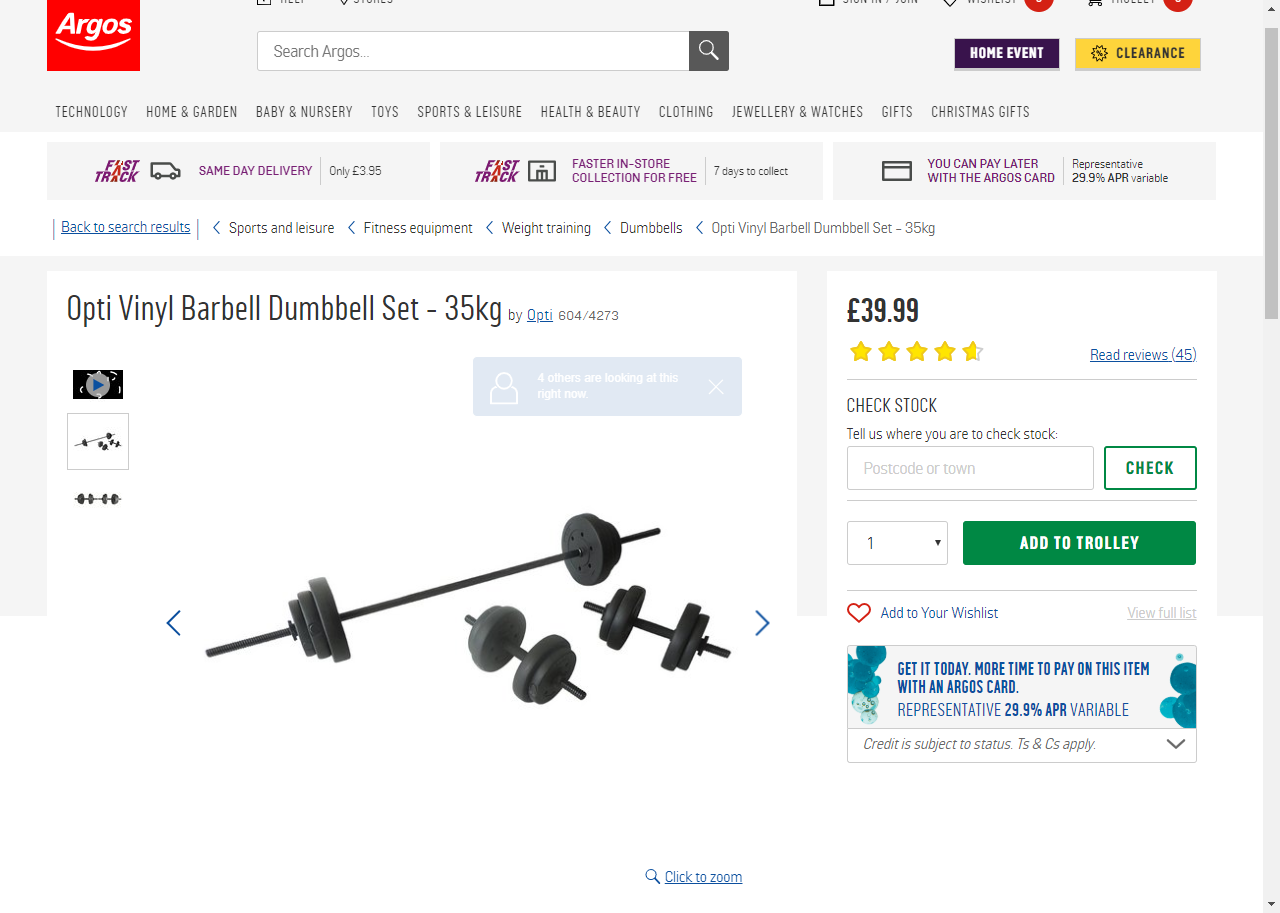 HELP
STORES
SIGN IN / JOIN
WISHLIST
TROLLEY
Argos
Search Argos...
HOME EVENT
CLEARANCE
TECHNOLOGY HOME & GARDEN BABY & NURSERY TOYS SPORTS & LEISURE HEALTH & BEAUTY CLOTHING JEWELLERY & WATCHES GIFTS CHRISTMAS GIFTS
FAST TRACK SAME DAY DELIVERY Only £3.95
FAST TRACK FASTER IN-STORE
COLLECTION FOR FREE 7 days to collect
YOU CAN PAY LATER
WITH THE ARGOS CARD
Representative
29.9% APR variable
Back to search results Sports and leisure Fitness equipment Weight training Dumbbells Opti Vinyl Barbell Dumbbell Set - 35kg
Opti Vinyl Barbell Dumbbell Set - 35kg by Opti 604/4273
4 others are looking at this
right now.
Click to zoom
£39.99
Read reviews (45)
CHECK STOCK
Tell us where you are to check stock:
Postcode or town
CHECK
1
ADD TO TROLLEY
Add to Your Wishlist
View full list
GET IT TODAY. MORE TIME TO PAY ON THIS ITEM
WITH AN ARGOS CARD.
REPRESENTATIVE 29.9% APR VARIABLE
Credit is subject to status. Ts & Cs apply.